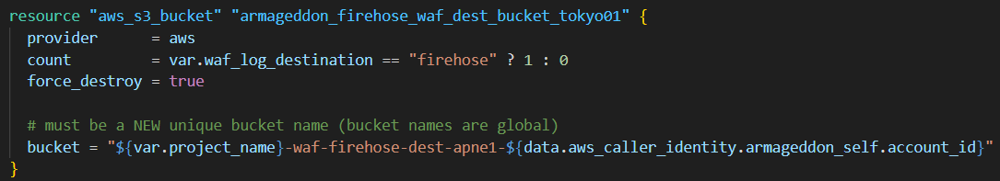 resource "aws_s3_bucket" "armageddon_firehose_waf_dest_bucket_tokyo01" {
  provider      = aws
  count         = var.waf_log_destination == "firehose" ? 1 : 0
  force_destroy = true

  # must be a NEW unique bucket name (bucket names are global)
  bucket = "${var.project_name}-waf-firehose-dest-apne1-${data.aws_caller_identity.armageddon_self.account_id}"
}